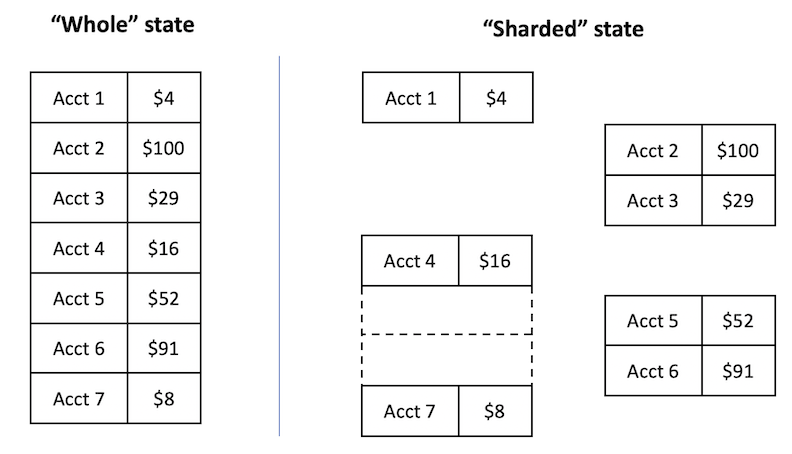 “Whole” state
Acct 1 $4
Acct 2 $100
Acct 3 $29
Acct 4 $16
Acct 5 $52
Acct 6 $91
Acct 7 $8
“Sharded” state
Acct 1 $4
Acct 2 $100
Acct 3 $29
Acct 4 $16
Acct 5 $52
Acct 6 $91
Acct 7 $8